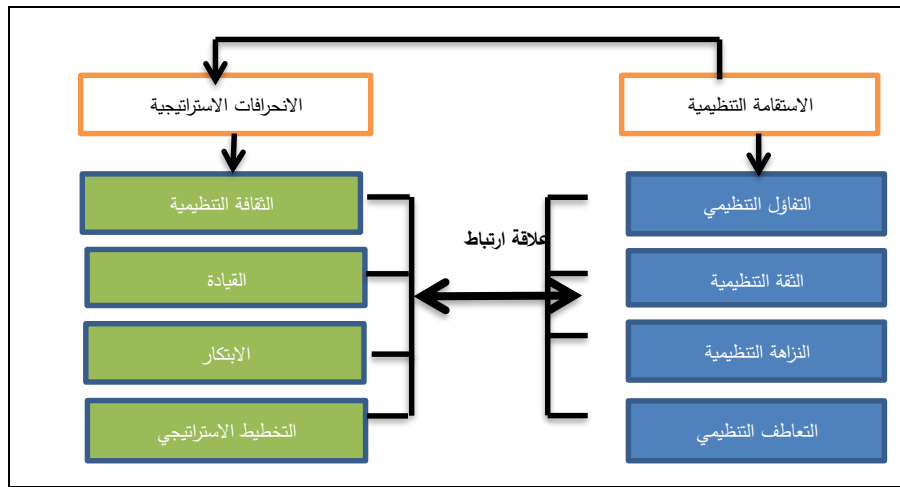 الاستقامة التنظيمية
الانحرافات الاستراتيجية
التفاؤل التنظيمي
الثقة التنظيمية
النزاهة التنظيمية
التعاطف التنظيمي
علاقة ارتباط
الثقافة التنظيمية
القيادة
الابتكار
التخطيط الاستراتيجي